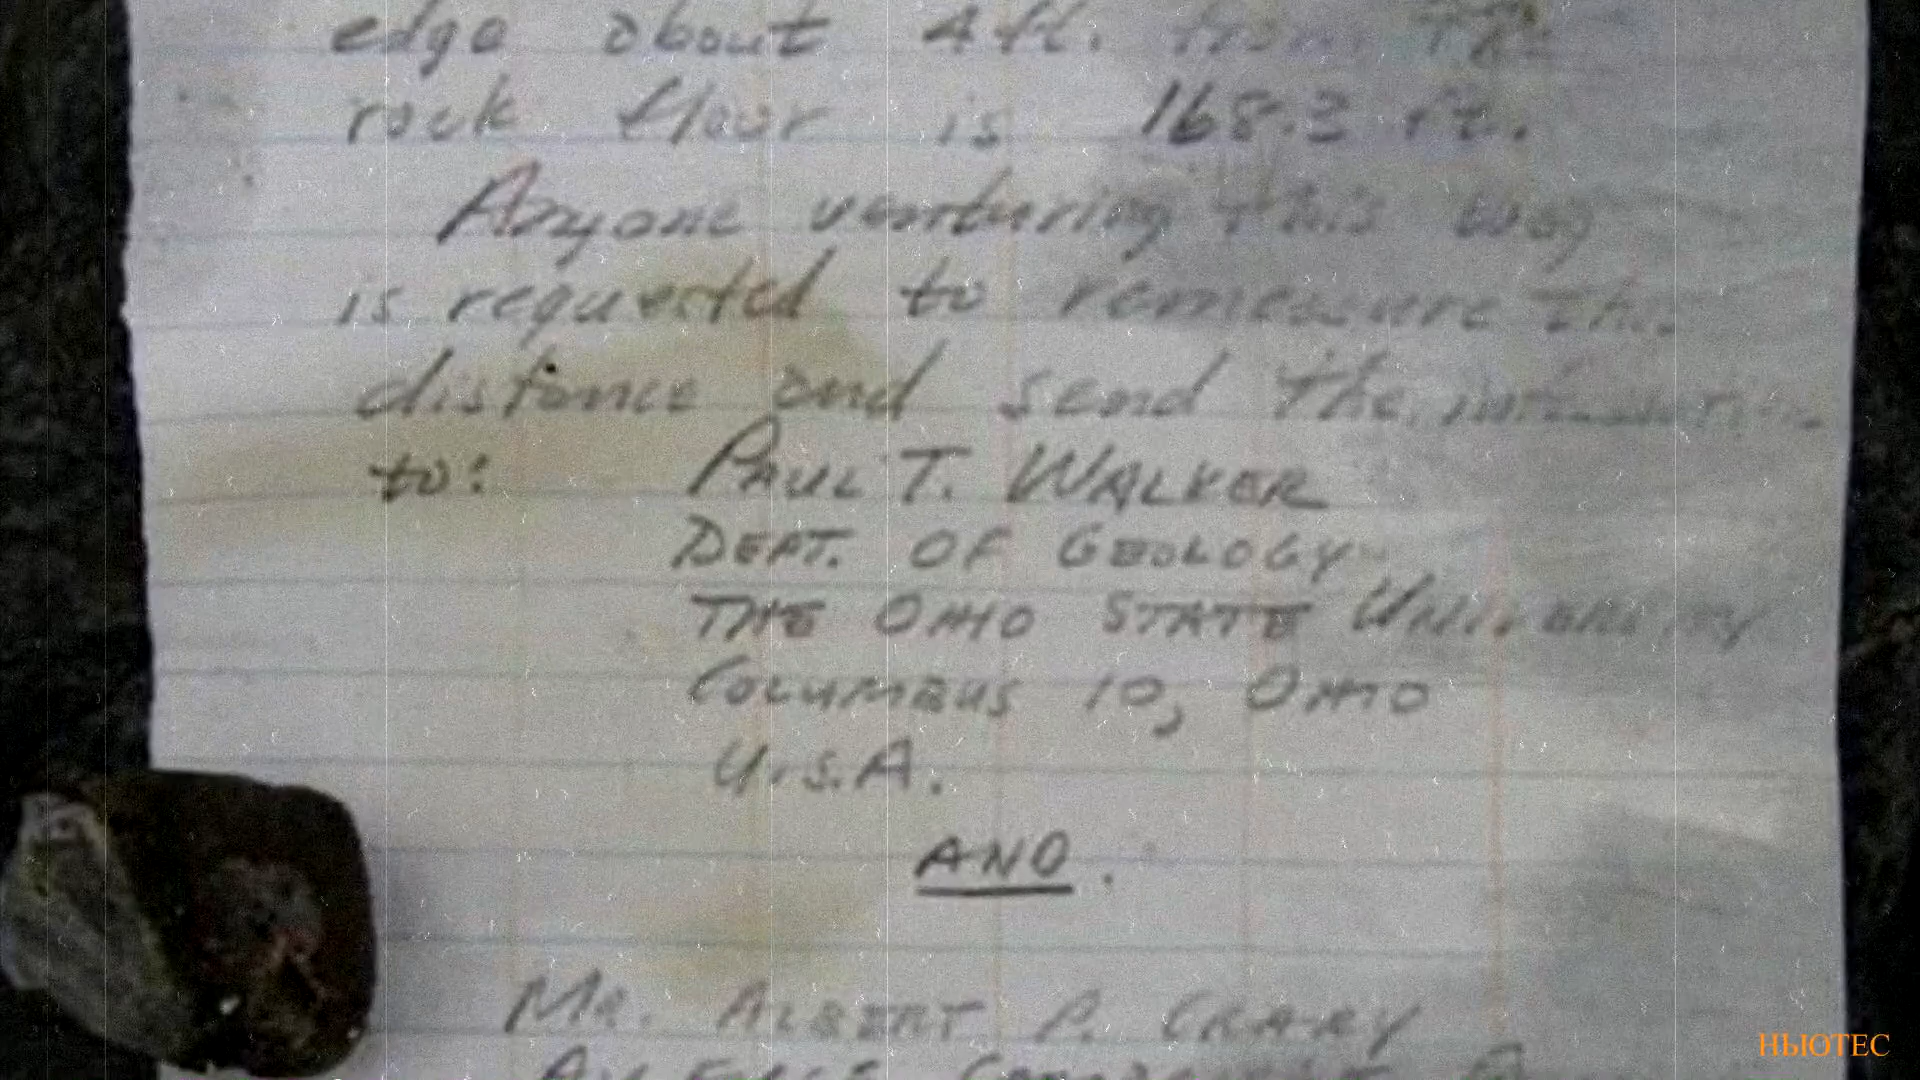 edge about 4 ft. from the
rock floor is 168.3 ft.
Anyone venturing this way
is requested to remeasure this
distance and send the information
to: PAUL T. WALKER
DEPT. OF GEOLOGY
THE OHIO STATE UNIVERSITY
COLUMBUS 10, OHIO
U.S.A.
AND.
MR. ALBERT P. CRARY
НЬЮТЕС